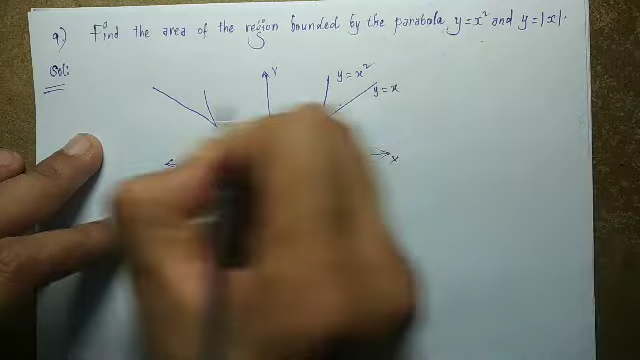 9) Find the area of the region bounded by the parabola y = x² and y = |x|.
Sol:
Y
y = x²
y = x
x